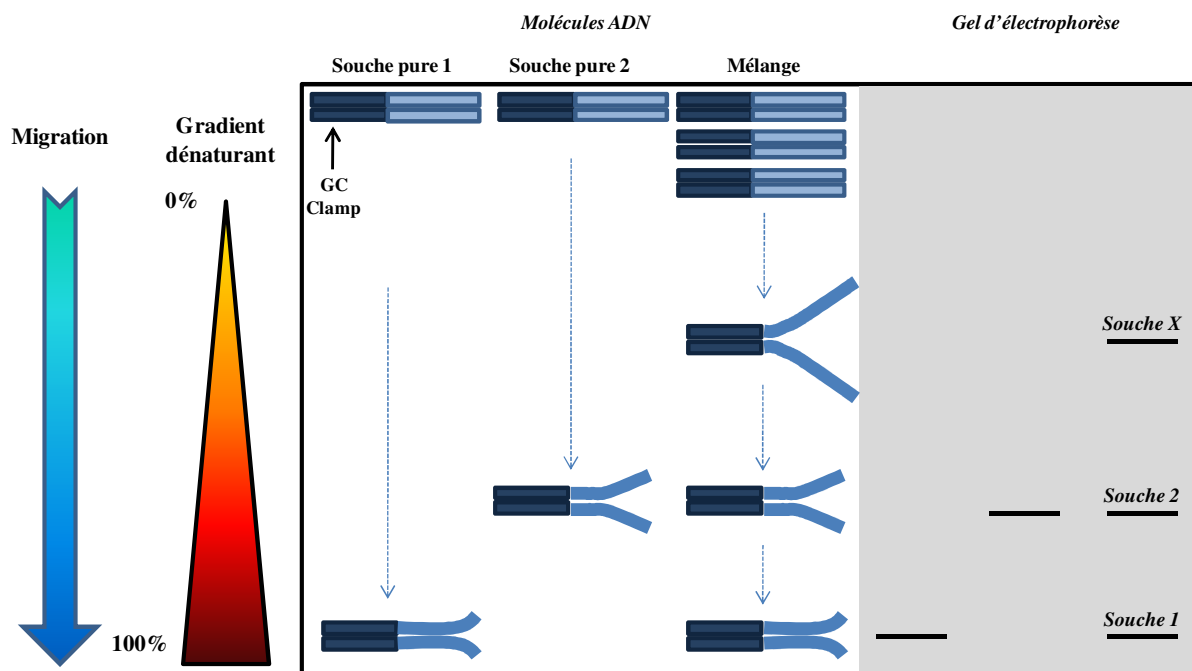 Molécules ADN
Gel d'électrophorèse
Souche pure 1
Souche pure 2
Mélange
Migration
Gradient
dénaturant
0%
GC
Clamp
Souche X
Souche 2
Souche 1
100%